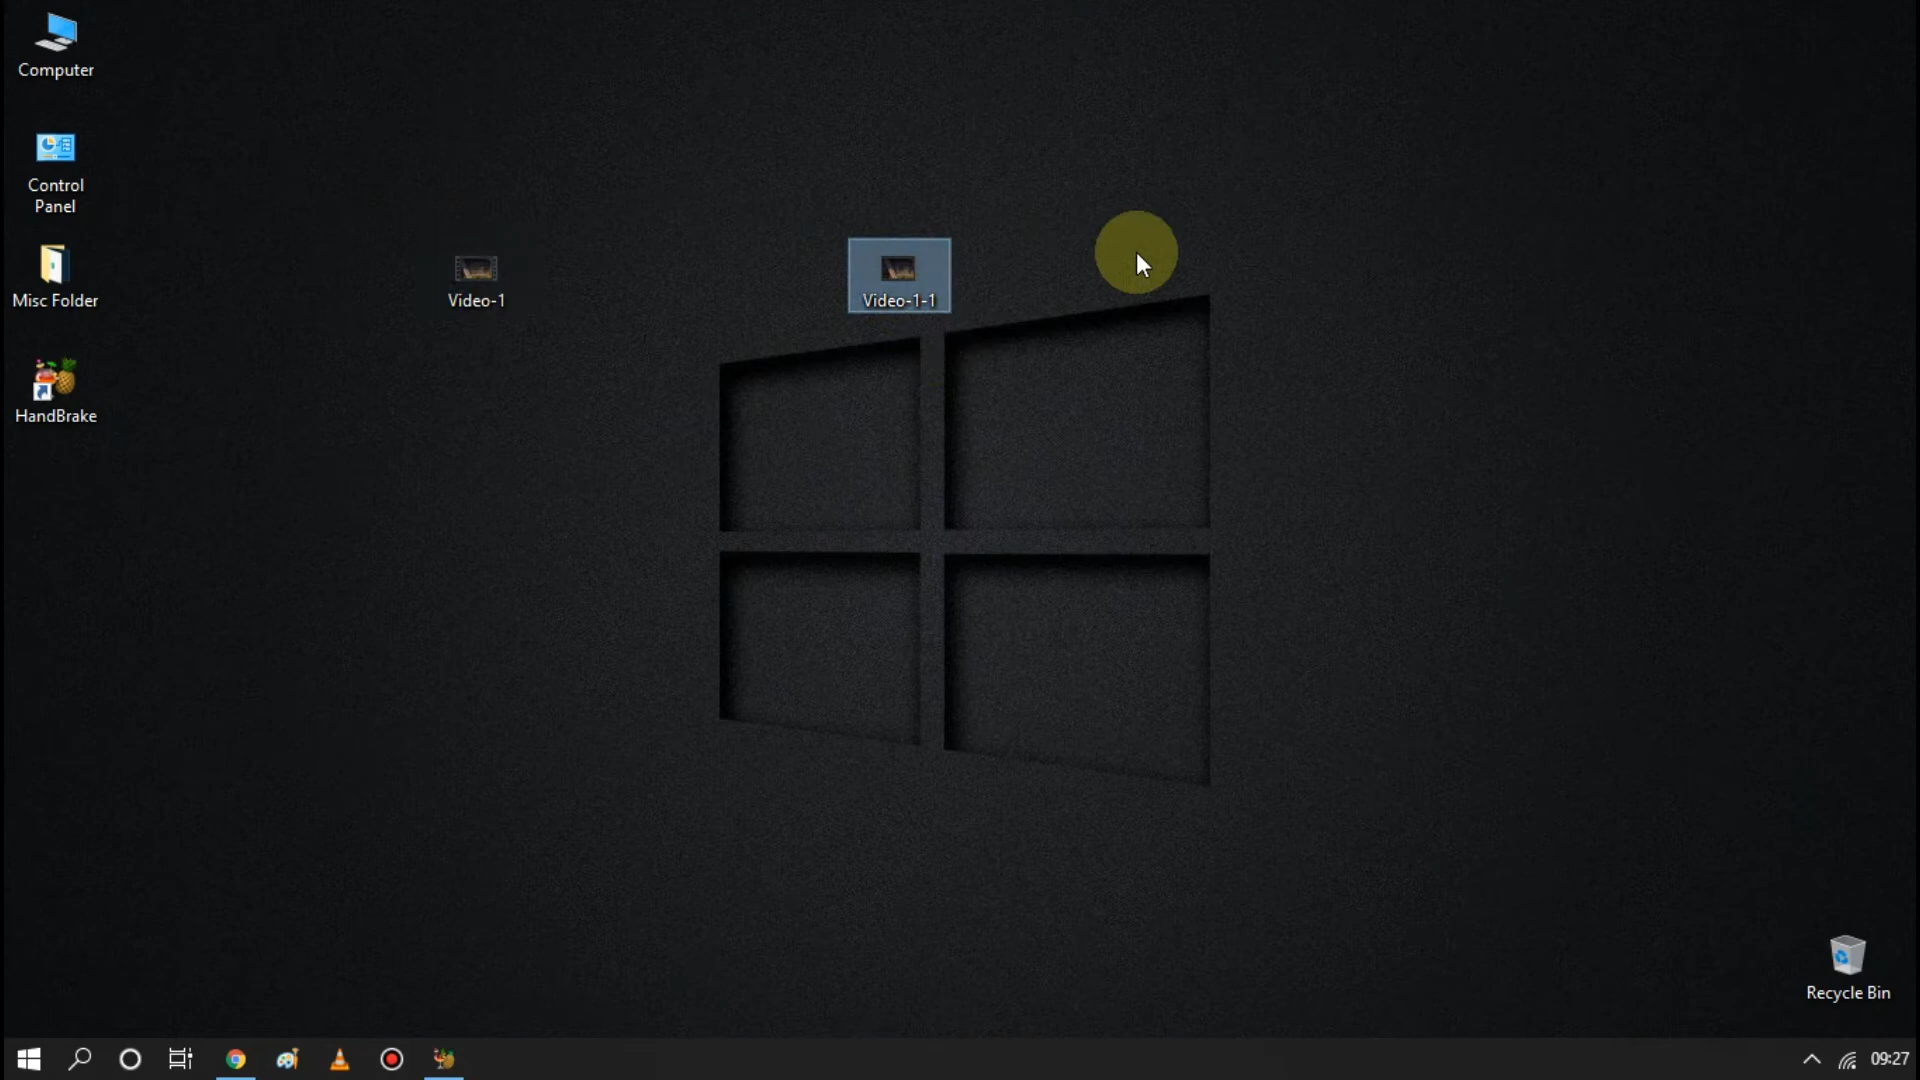 Computer
Control
Panel
Misc Folder
HandBrake
Video-1
Video-1-1
Recycle Bin
09:27